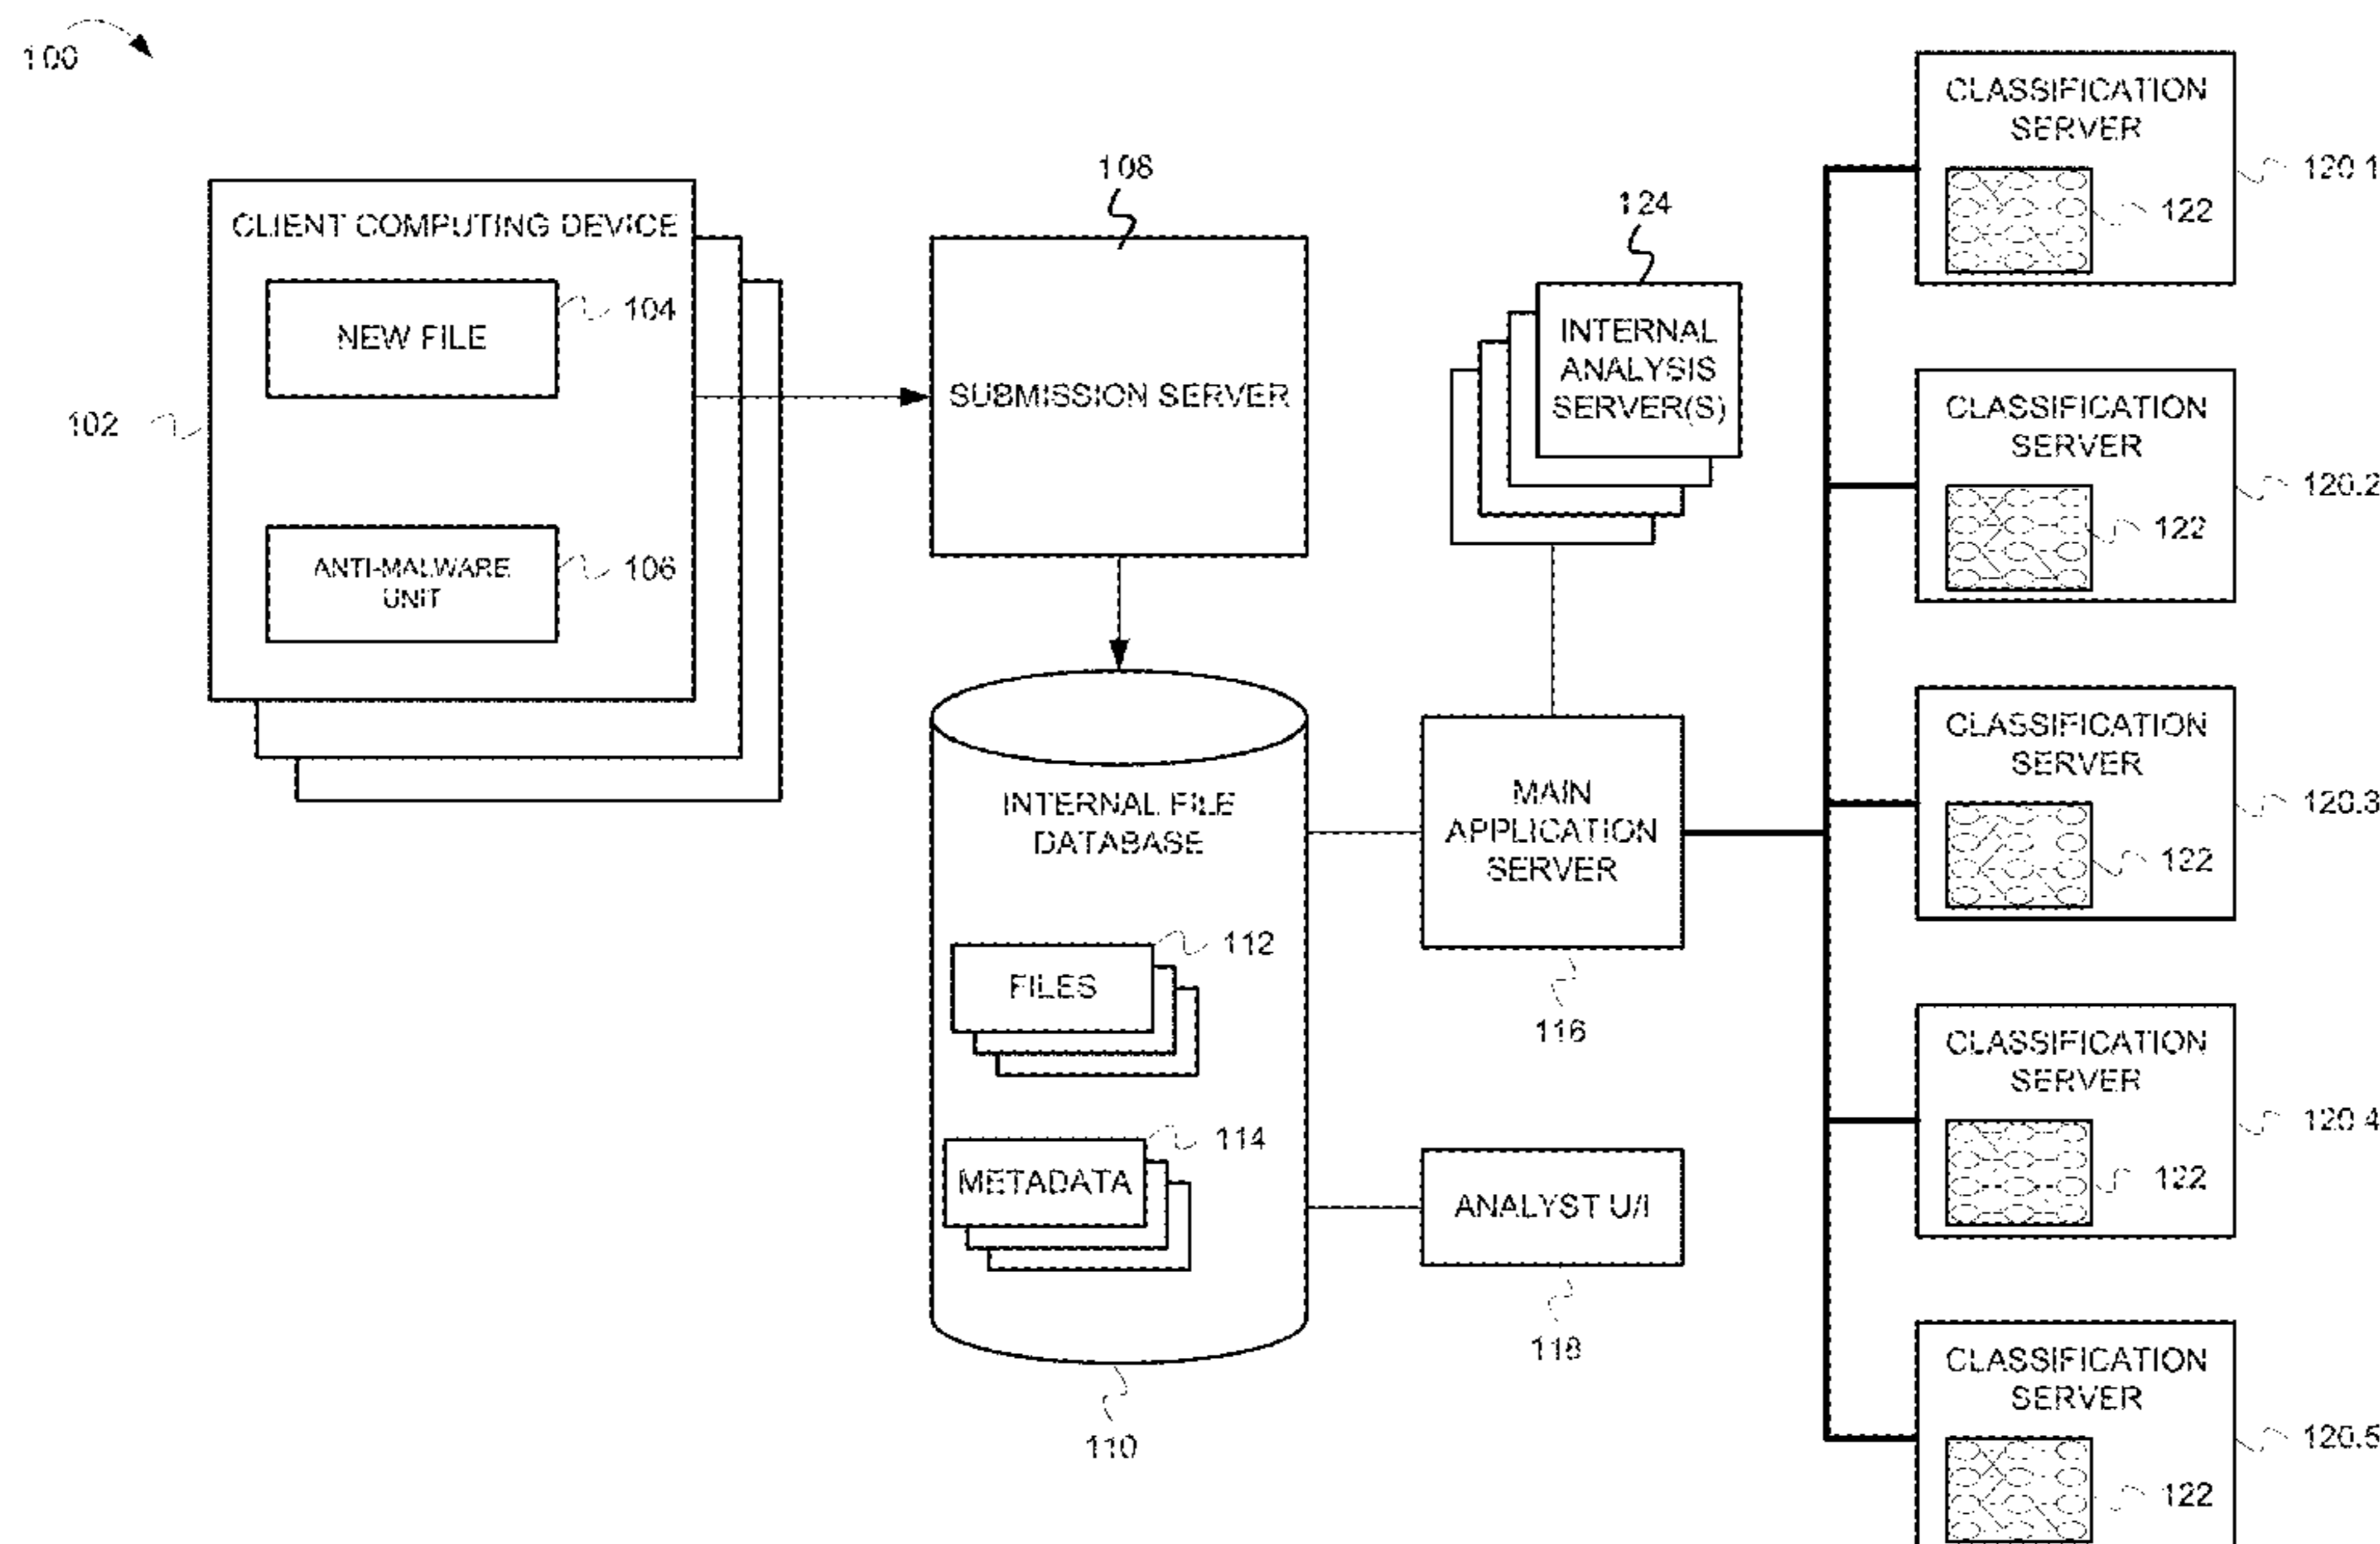 100
CLIENT COMPUTING DEVICE
NEW FILE
104
102
ANTI-MALWARE
UNIT
106
108
SUBMISSION SERVER
INTERNAL FILE
DATABASE
FILES
112
METADATA
114
110
124
INTERNAL
ANALYSIS
SERVER(S)
MAIN
APPLICATION
SERVER
116
ANALYST U/I
118
CLASSIFICATION
SERVER
120.1
122
CLASSIFICATION
SERVER
120.2
122
CLASSIFICATION
SERVER
120.3
122
CLASSIFICATION
SERVER
120.4
122
CLASSIFICATION
SERVER
120.5
122